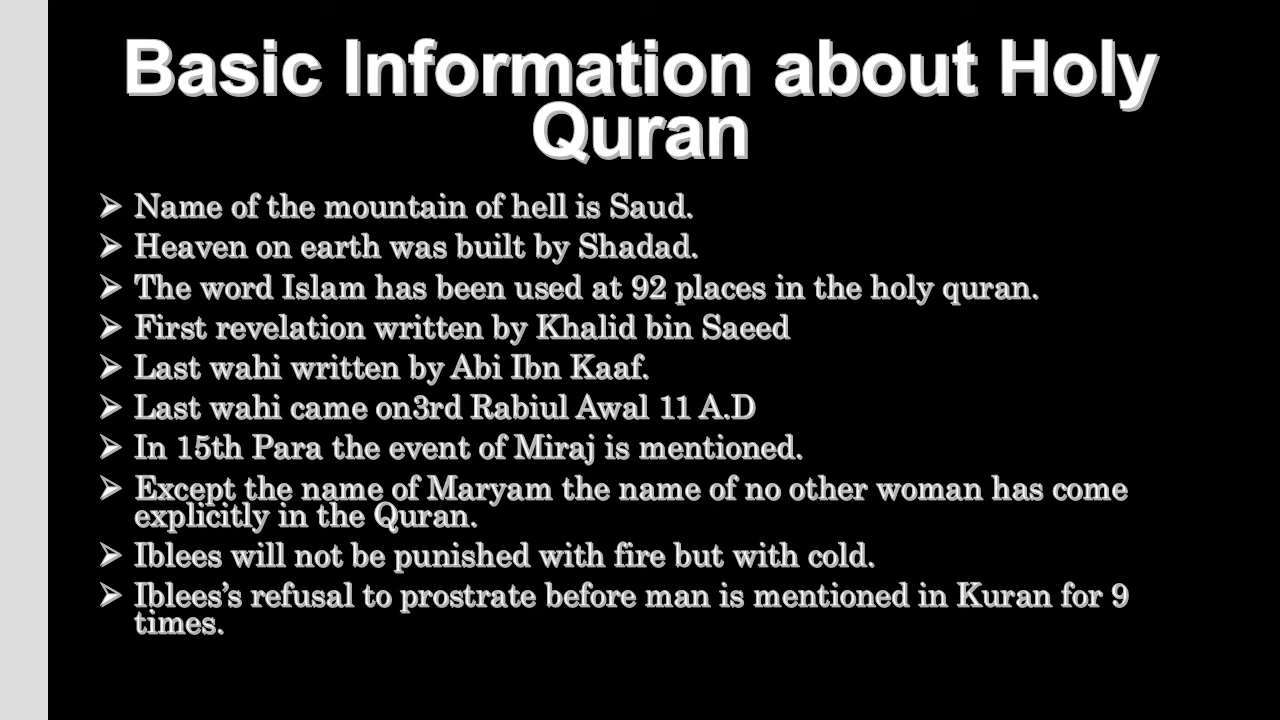 Basic Information about Holy
Quran
➢ Name of the mountain of hell is Saud.
➢ Heaven on earth was built by Shadad.
➢ The word Islam has been used at 92 places in the holy quran.
➢ First revelation written by Khalid bin Saeed
➢ Last wahi written by Abi Ibn Kaaf.
➢ Last wahi came on3rd Rabiul Awal 11 A.D
➢ In 15th Para the event of Miraj is mentioned.
➢ Except the name of Maryam the name of no other woman has come
explicitly in the Quran.
➢ Iblees will not be punished with fire but with cold.
➢ Iblees’s refusal to prostrate before man is mentioned in Kuran for 9
times.